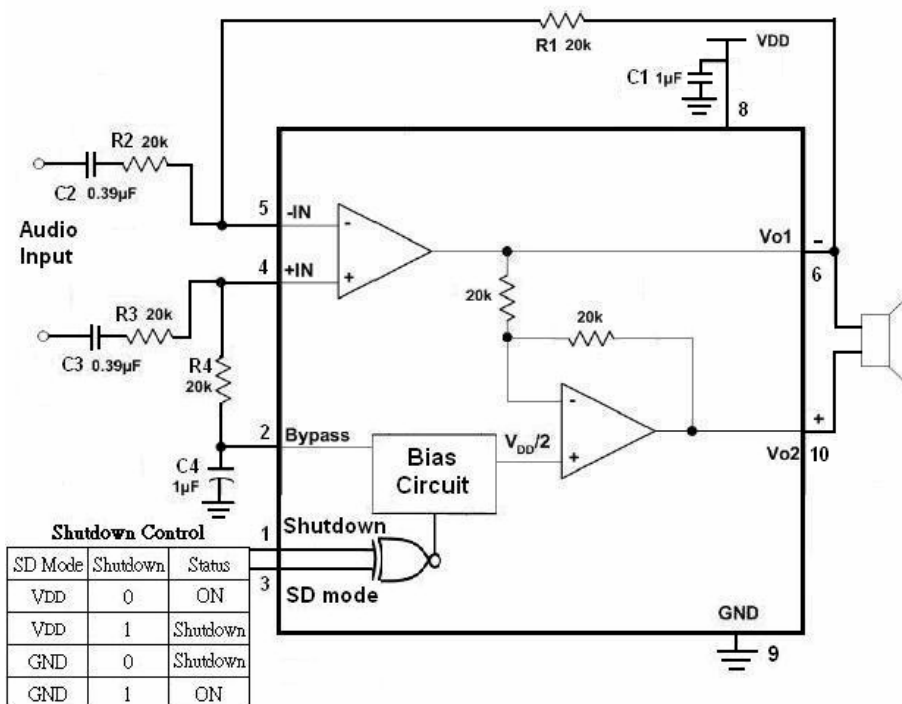 R1 20k
VDD
C1 1µF
8
R2 20k
C2 0.39µF
5
-IN
-
Audio
Input
4
+IN
+
Vo1
-
6
R3 20k
C3 0.39µF
20k
20k
R4
20k
-
+
2
Bypass
VDD/2
Vo2
10
C4
1µF
Bias
Circuit
Shutdown Control
1
Shutdown
3
SD mode
SD Mode Shutdown Status
VDD 0 ON
VDD 1 Shutdown
GND 0 Shutdown
GND 1 ON
GND
9
+